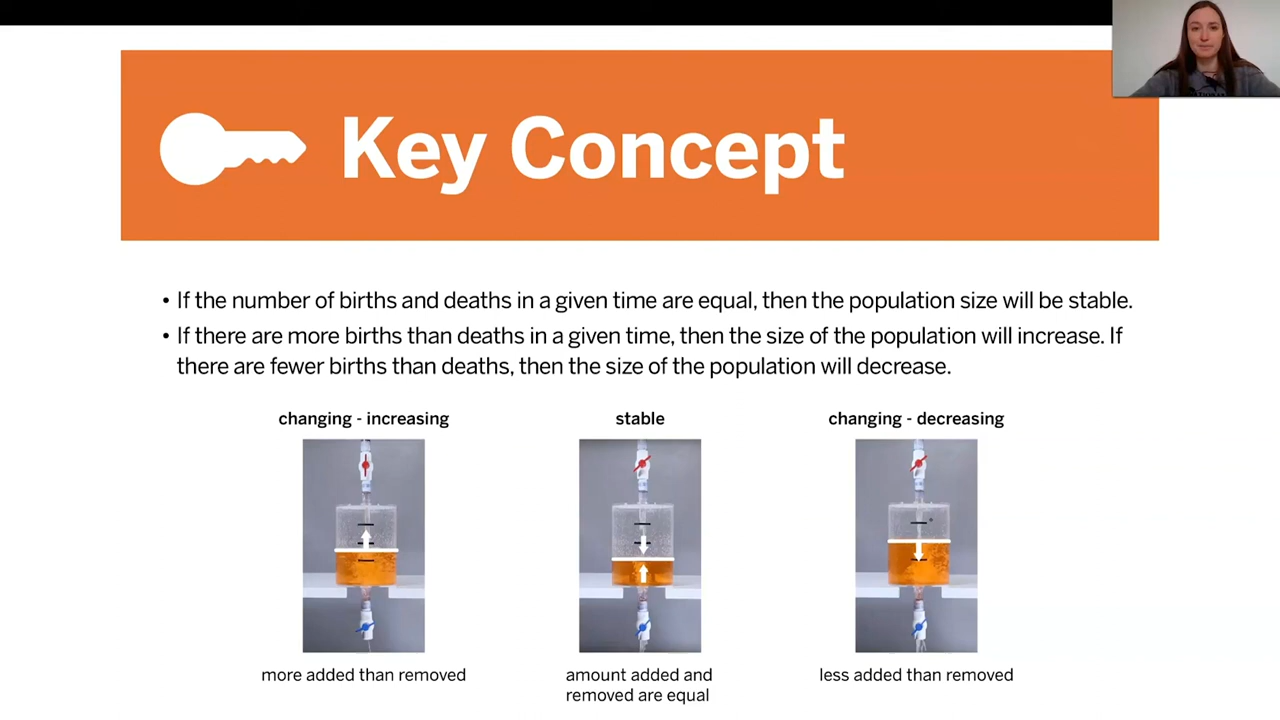 Key Concept
• If the number of births and deaths in a given time are equal, then the population size will be stable.
• If there are more births than deaths in a given time, then the size of the population will increase. If
there are fewer births than deaths, then the size of the population will decrease.
changing - increasing
stable
changing - decreasing
more added than removed
amount added and
removed are equal
less added than removed